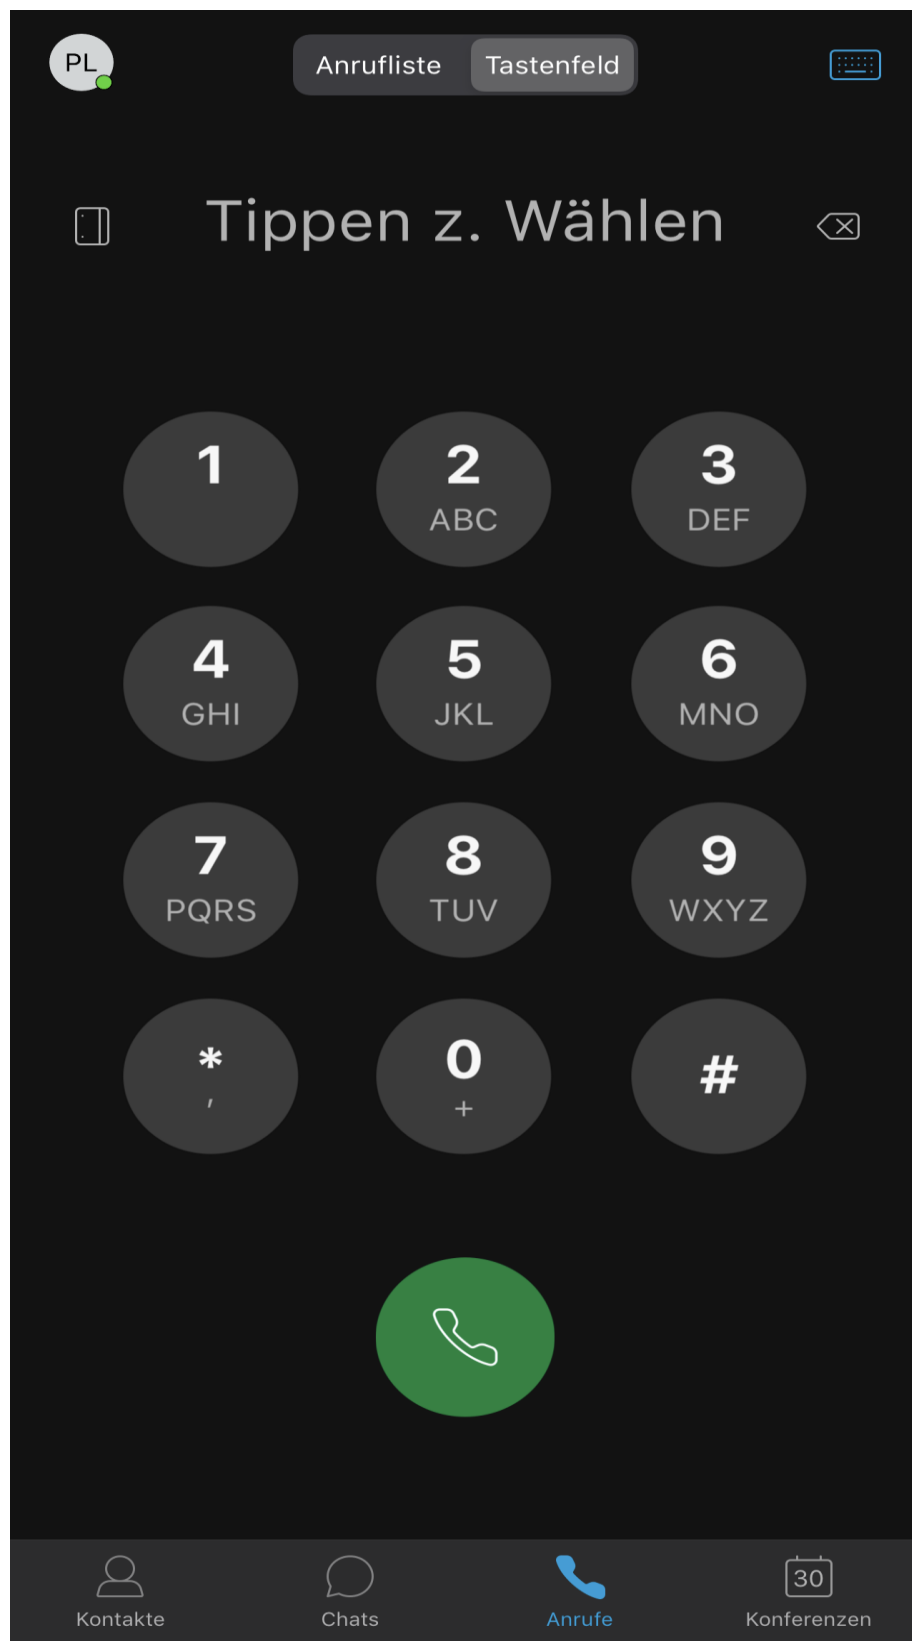 PL
Anrufliste Tastenfeld
Tippen z. Wählen
1 2 3
ABC DEF
4 5 6
GHI JKL MNO
7 8 9
PQRS TUV WXYZ
* 0 #
, +
30
Kontakte Chats Anrufe Konferenzen